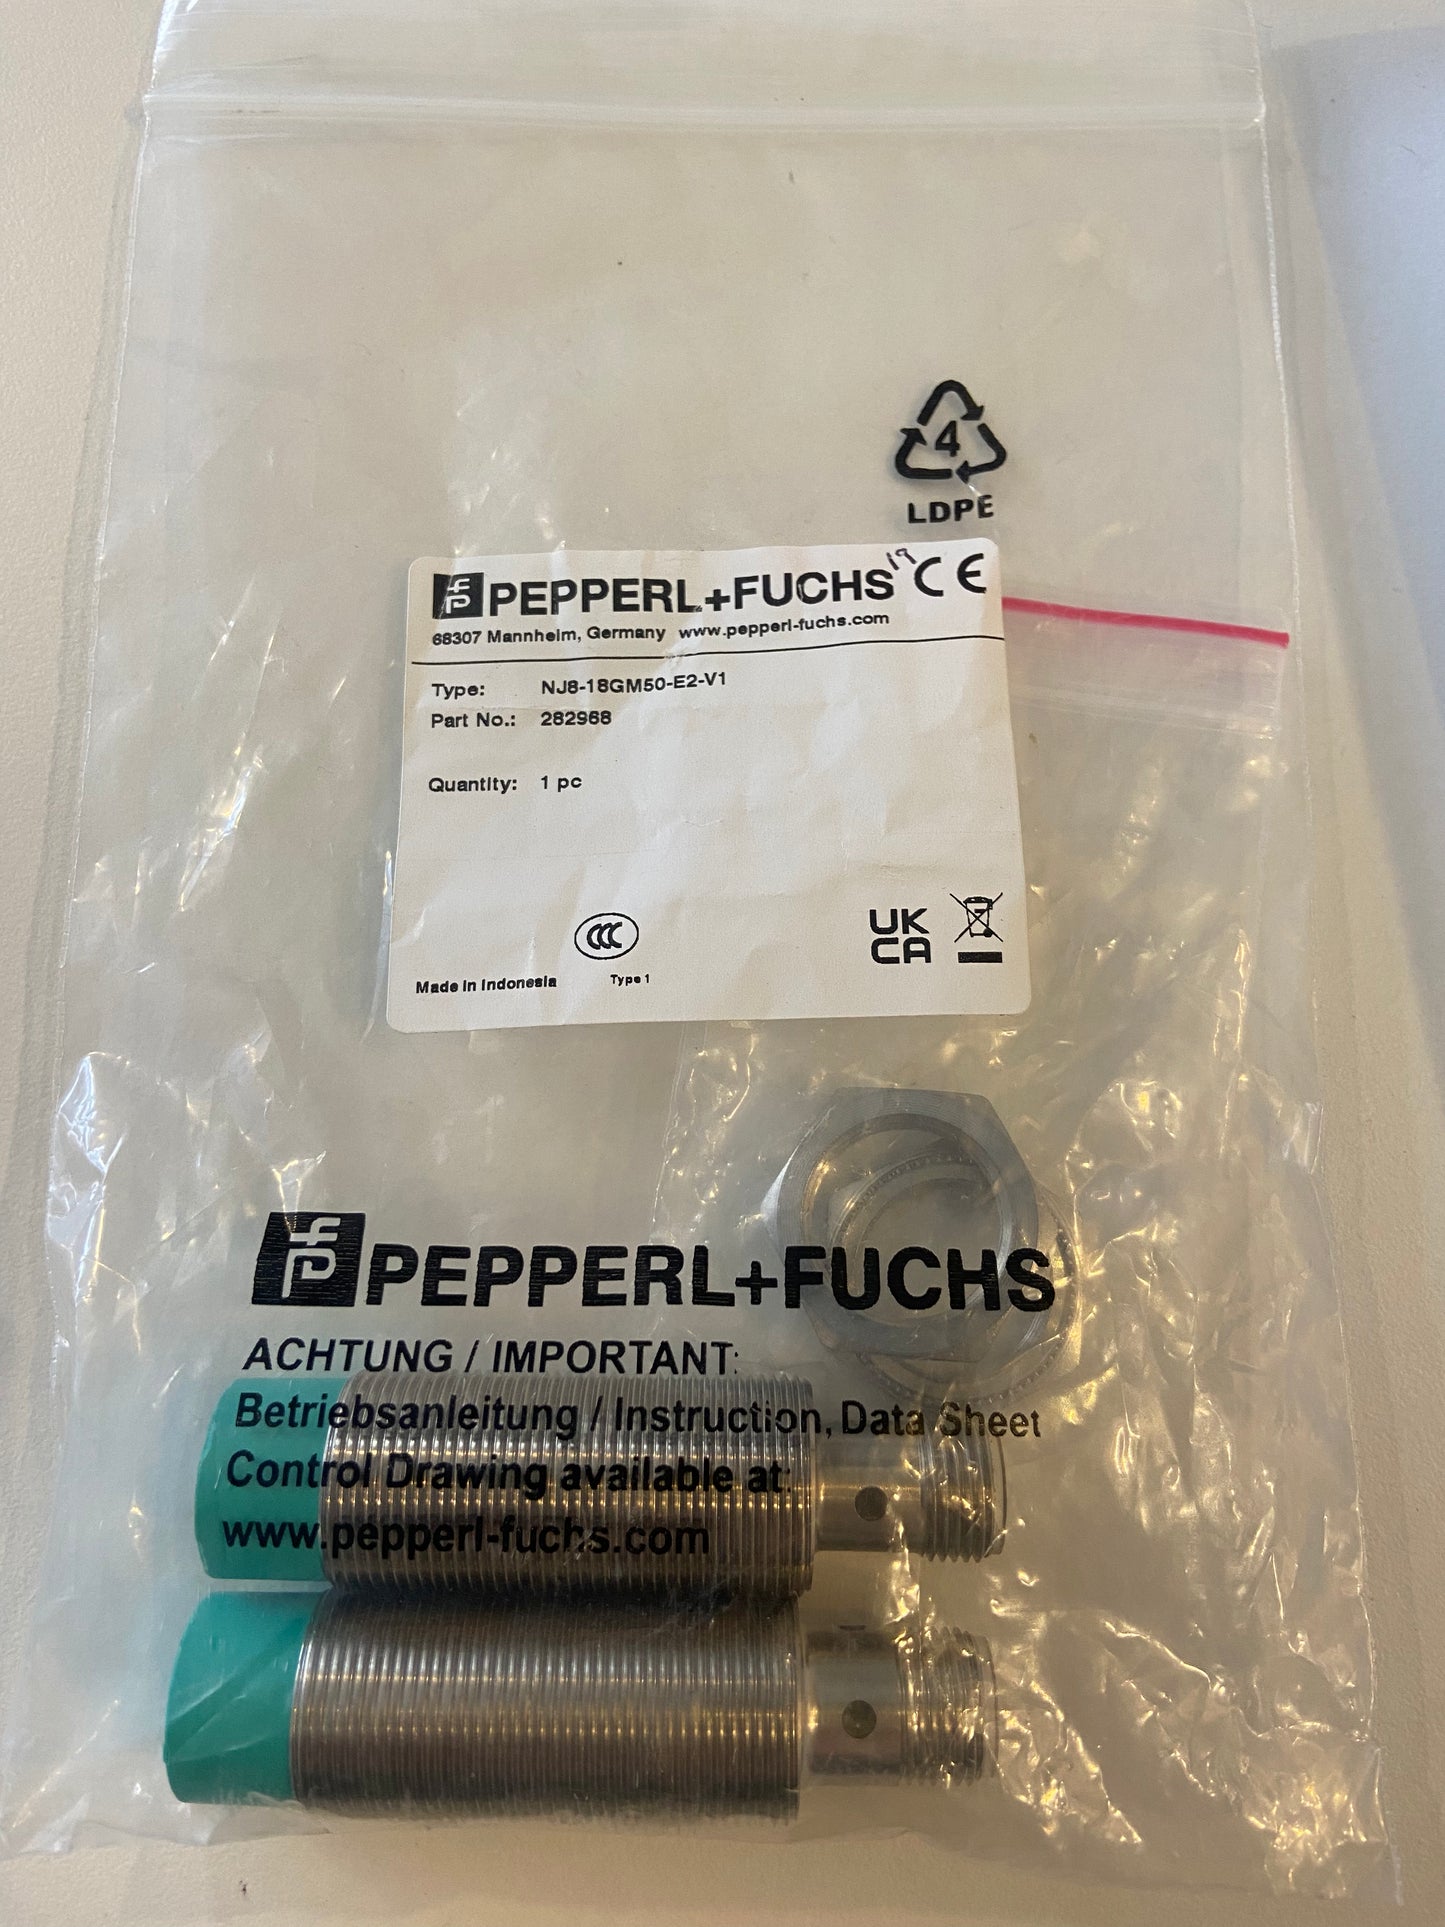 4
LDPE
PEPPERL+FUCHS 19 CE
68307 Mannheim, Germany www.pepperl-fuchs.com
Type: NJ8-18GM50-E2-V1
Part No.: 282968
Quantity: 1 pc
CCC
UK
CA
Made in Indonesia Type 1
PEPPERL+FUCHS
ACHTUNG / IMPORTANT:
Betriebsanleitung / Instruction, Data Sheet
Control Drawing available at:
www.pepperl-fuchs.com